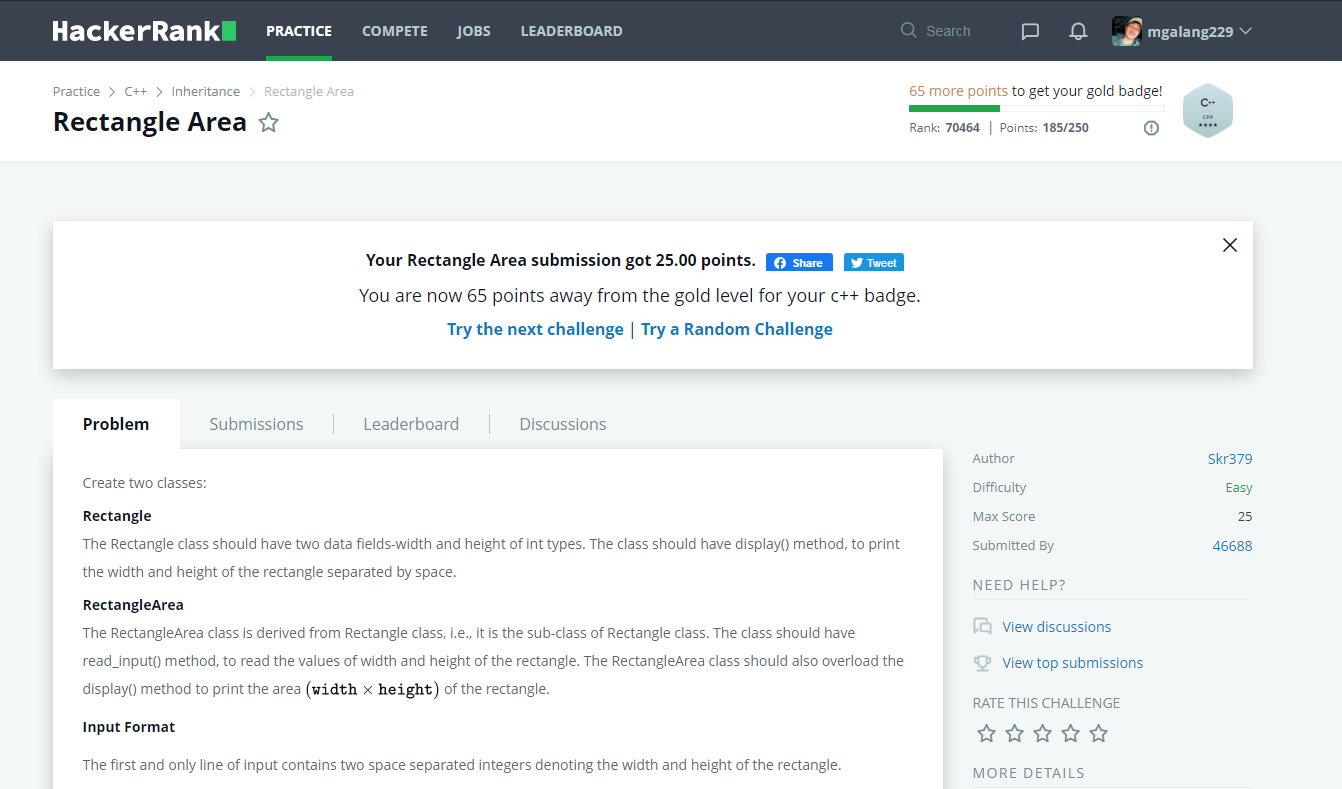 HackerRank PRACTICE COMPETE JOBS LEADERBOARD Search mgalang229
Practice > C++ > Inheritance > Rectangle Area
65 more points to get your gold badge!
Rectangle Area
Rank: 70464 | Points: 185/250
C++
CPP
Your Rectangle Area submission got 25.00 points. Share Tweet
You are now 65 points away from the gold level for your c++ badge.
Try the next challenge | Try a Random Challenge
Problem Submissions Leaderboard Discussions
Create two classes:
Rectangle
The Rectangle class should have two data fields-width and height of int types. The class should have display() method, to print
the width and height of the rectangle separated by space.
RectangleArea
The RectangleArea class is derived from Rectangle class, i.e., it is the sub-class of Rectangle class. The class should have
read_input() method, to read the values of width and height of the rectangle. The RectangleArea class should also overload the
display() method to print the area (width × height) of the rectangle.
Input Format
The first and only line of input contains two space separated integers denoting the width and height of the rectangle.
Author Skr379
Difficulty Easy
Max Score 25
Submitted By 46688
NEED HELP?
View discussions
View top submissions
RATE THIS CHALLENGE
MORE DETAILS